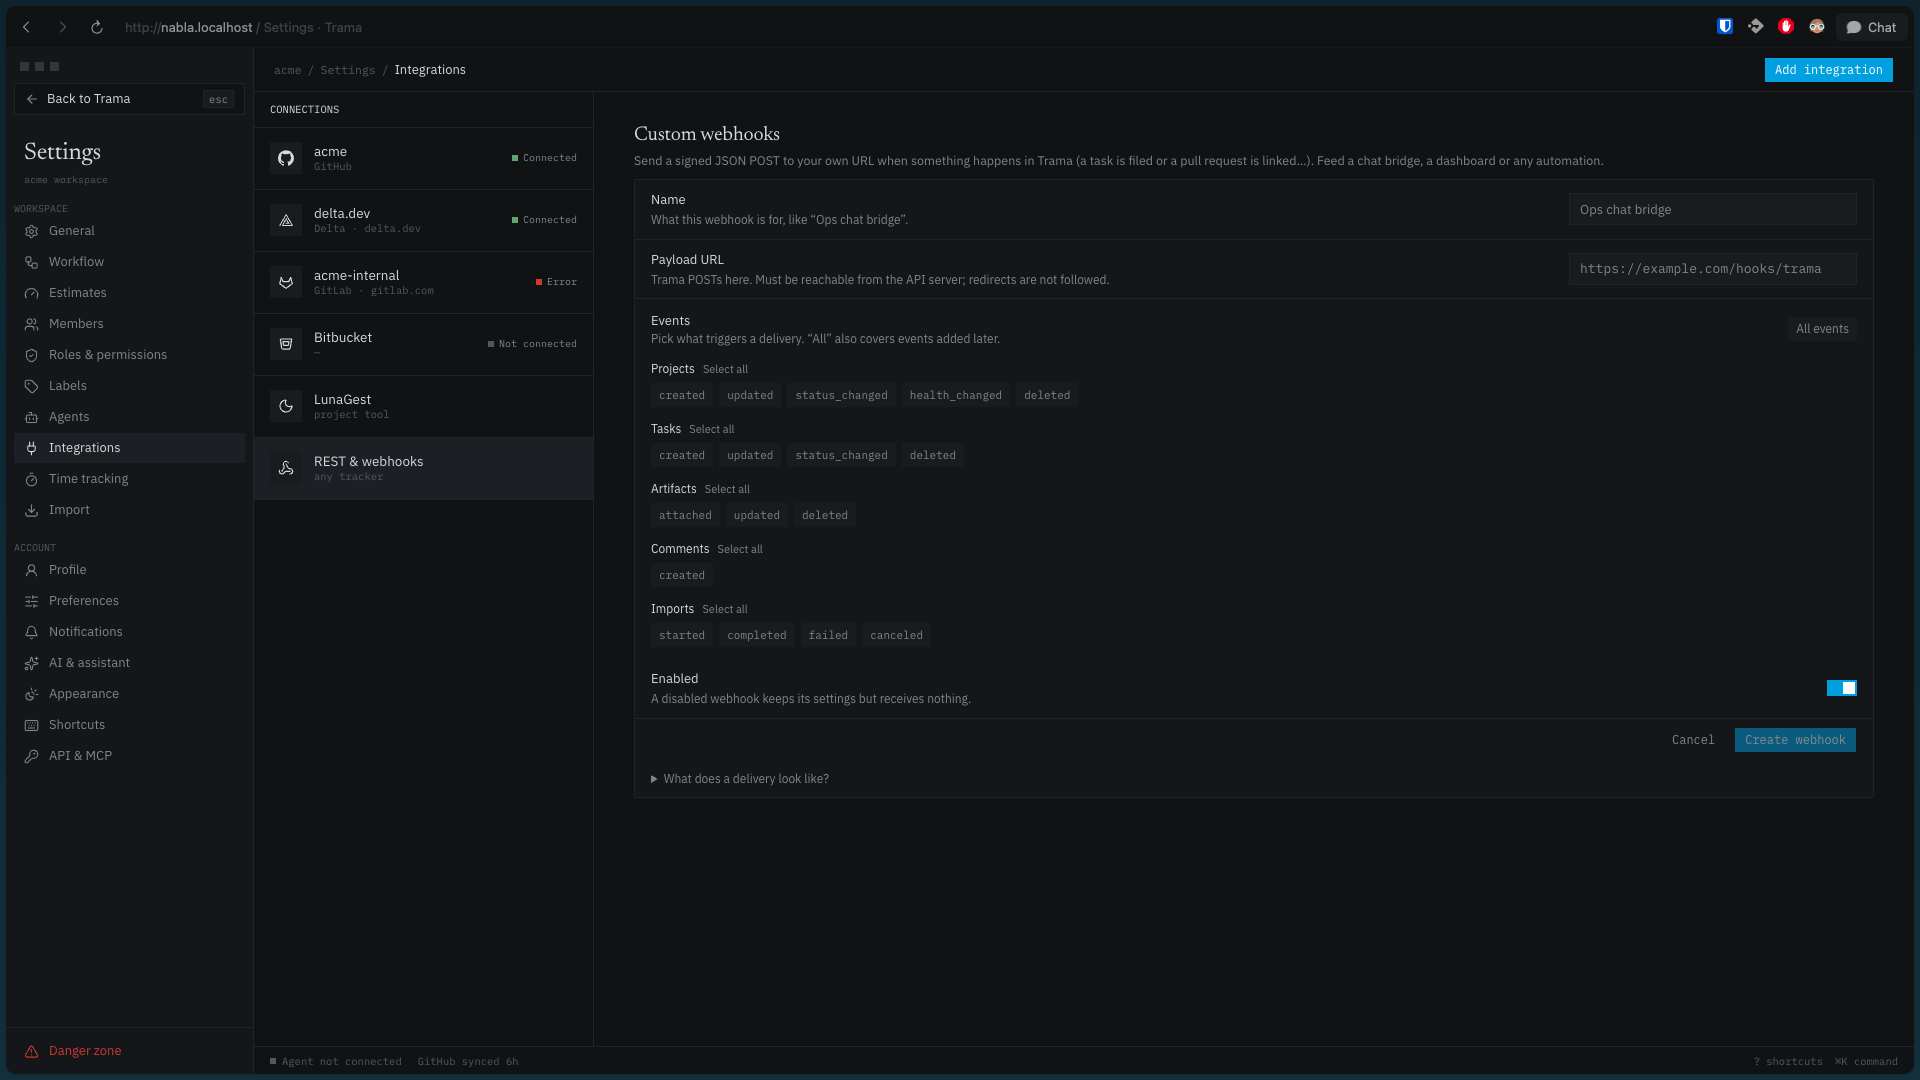 http://nabla.localhost / Settings · Trama
Chat
Back to Trama esc
Settings
acme workspace
WORKSPACE
General
Workflow
Estimates
Members
Roles & permissions
Labels
Agents
Integrations
Time tracking
Import
ACCOUNT
Profile
Preferences
Notifications
AI & assistant
Appearance
Shortcuts
API & MCP
Danger zone
acme / Settings / Integrations
Add integration
CONNECTIONS
acme
GitHub
Connected
delta.dev
Delta · delta.dev
Connected
acme-internal
GitLab · gitlab.com
Error
Bitbucket
—
Not connected
LunaGest
project tool
REST & webhooks
any tracker
Custom webhooks
Send a signed JSON POST to your own URL when something happens in Trama (a task is filed or a pull request is linked…). Feed a chat bridge, a dashboard or any automation.
Name
What this webhook is for, like “Ops chat bridge”.
Ops chat bridge
Payload URL
Trama POSTs here. Must be reachable from the API server; redirects are not followed.
https://example.com/hooks/trama
Events
Pick what triggers a delivery. “All” also covers events added later.
All events
Projects Select all
created updated status_changed health_changed deleted
Tasks Select all
created updated status_changed deleted
Artifacts Select all
attached updated deleted
Comments Select all
created
Imports Select all
started completed failed canceled
Enabled
A disabled webhook keeps its settings but receives nothing.
Cancel Create webhook
What does a delivery look like?
Agent not connected GitHub synced 6h
? shortcuts ⌘K command